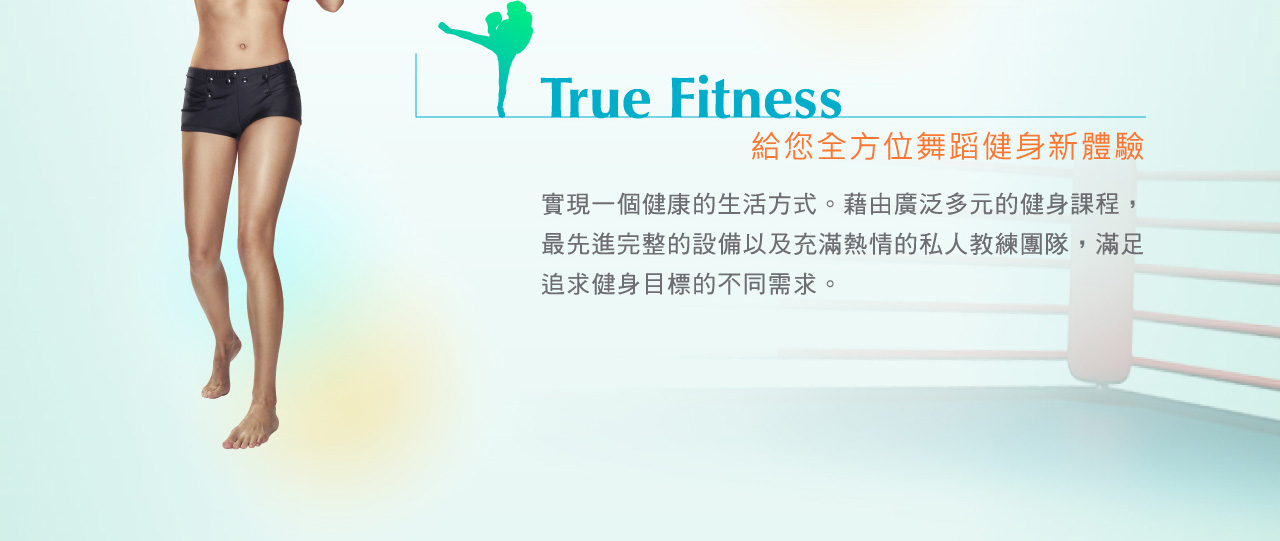 True Fitness
給您全方位舞蹈健身新體驗
實現一個健康的生活方式。藉由廣泛多元的健身課程，
最先進完整的設備以及充滿熱情的私人教練團隊，滿足
追求健身目標的不同需求。